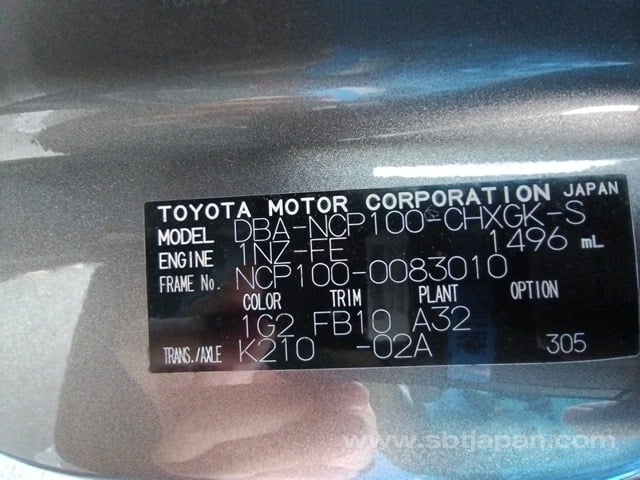 TOYOTA MOTOR CORPORATION JAPAN
MODEL DBA-NCP100-CHXGK-S
ENGINE 1NZ-FE 1496 mL
FRAME No. NCP100-0083010
COLOR TRIM PLANT OPTION
1G2 FB10 A32
TRANS./AXLE K210 -02A 305
www.sbtjapan.com